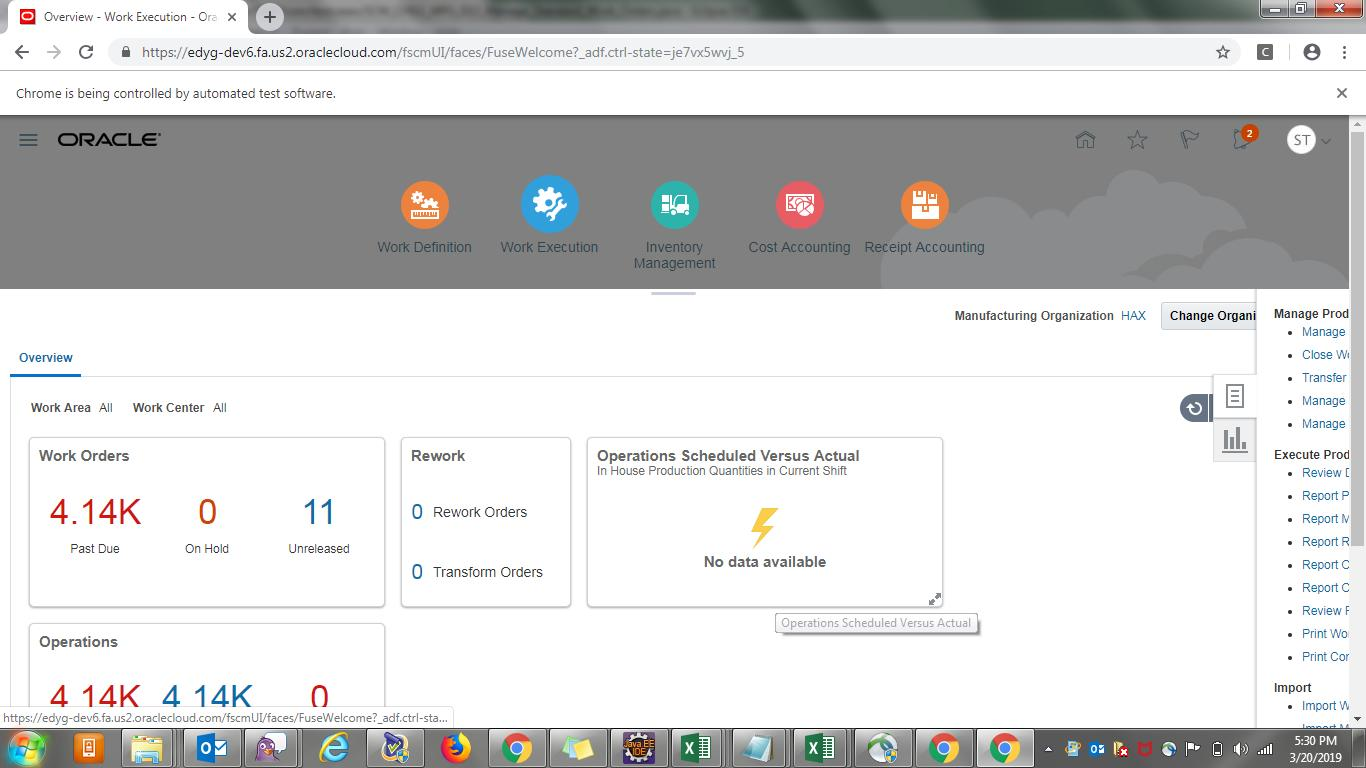 Overview - Work Execution - Ora
https://edyg-dev6.fa.us2.oraclecloud.com/fscmUI/faces/FuseWelcome?_adf.ctrl-state=je7vx5wvj_5
C
Chrome is being controlled by automated test software.
ORACLE
2
ST
Work Definition
Work Execution
Inventory
Management
Cost Accounting
Receipt Accounting
Manufacturing Organization HAX
Change Organi
Overview
Work Area All Work Center All
Work Orders
4.14K 0 11
Past Due On Hold Unreleased
Rework
0 Rework Orders
0 Transform Orders
Operations Scheduled Versus Actual
In House Production Quantities in Current Shift
No data available
Operations Scheduled Versus Actual
Operations
4.14K 4.14K 0
Manage Prod
Manage
Close Wo
Transfer
Manage
Manage
Execute Prod
Review D
Report P
Report M
Report R
Report C
Report C
Review F
Print Wo
Print Cor
Import
Import W
Import M
https://edyg-dev6.fa.us2.oraclecloud.com/fscmUI/faces/FuseWelcome?_adf.ctrl-sta...
Java EE
IDE
5:30 PM
3/20/2019